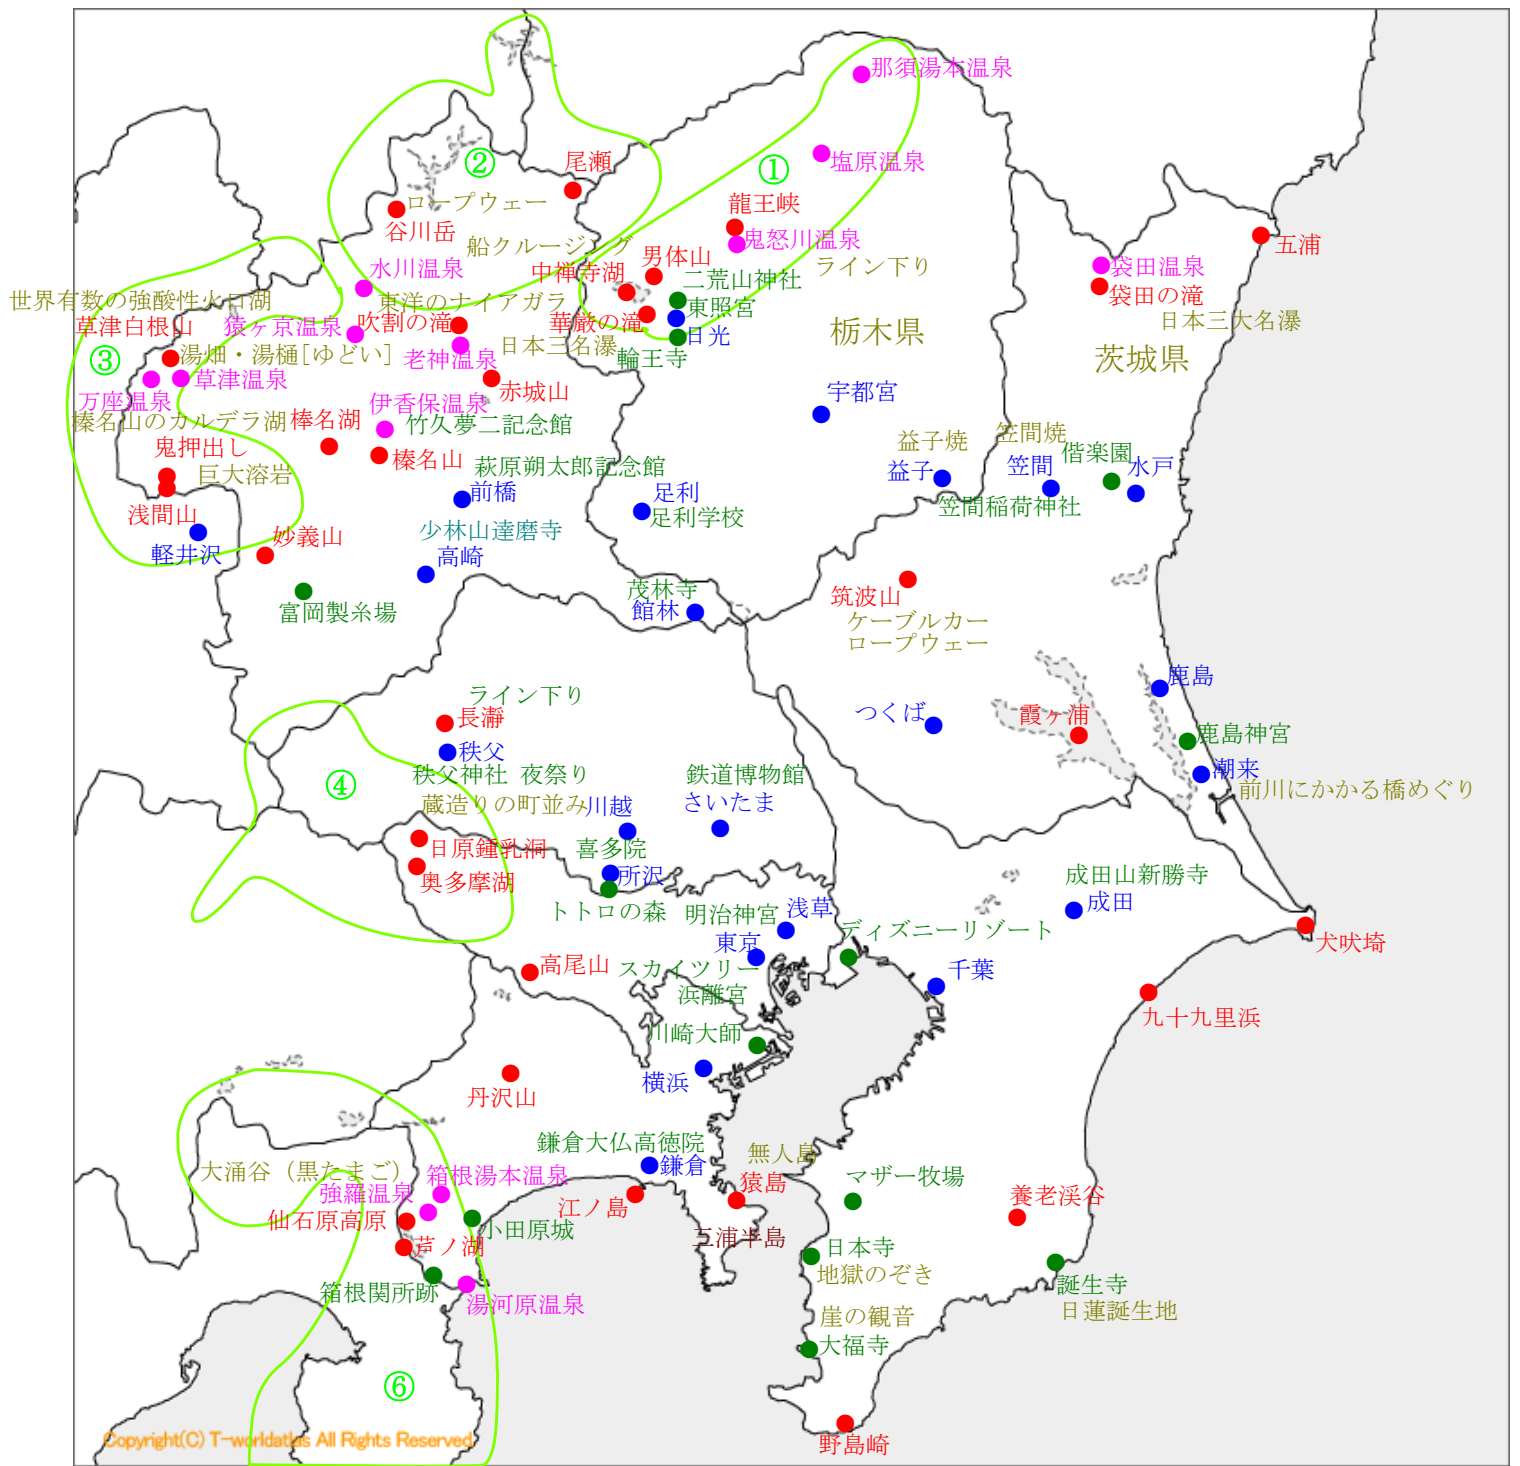 那須湯本温泉
塩原温泉
①
②
尾瀬
ロープウェー
谷川岳
龍王峡
鬼怒川温泉
船クルージング
男体山
ライン下り
五浦
袋田温泉
水川温泉
中禅寺湖
二荒山神社
袋田の滝
世界有数の強酸性火口湖
東洋のナイアガラ
東照宮
草津白根山
猿ヶ京温泉
吹割の滝
華厳の滝
日光
日本三大名瀑
栃木県
③
湯畑・湯樋[ゆどい]
老神温泉
日本三名瀑
輪王寺
茨城県
草津温泉
万座温泉
赤城山
宇都宮
伊香保温泉
榛名山のカルデラ湖
榛名湖
竹久夢二記念館
益子焼
笠間焼
鬼押出し
巨大溶岩
榛名山
萩原朔太郎記念館
偕楽園
益子
笠間
水戸
前橋
足利
浅間山
足利学校
笠間稲荷神社
少林山達磨寺
妙義山
軽井沢
高崎
茂林寺
筑波山
富岡製糸場
館林
ケーブルカー
ロープウェー
鹿島
ライン下り
長瀞
つくば
霞ヶ浦
鹿島神宮
秩父
秩父神社 夜祭り
鉄道博物館
潮来
④
前川にかかる橋めぐり
蔵造りの町並み
川越
さいたま
日原鍾乳洞
喜多院
奥多摩湖
所沢
成田山新勝寺
成田
トトロの森
明治神宮
浅草
ディズニーリゾート
東京
犬吠埼
高尾山
スカイツリー
千葉
浜離宮
九十九里浜
川崎大師
横浜
丹沢山
鎌倉大仏高徳院
無人島
鎌倉
大涌谷（黒たまご）
箱根湯本温泉
強羅温泉
猿島
マザー牧場
養老渓谷
仙石原高原
江ノ島
小田原城
三浦半島
芦ノ湖
日本寺
地獄のぞき
箱根関所跡
湯河原温泉
誕生寺
日蓮誕生地
崖の観音
大福寺
⑥
Copyright(C) T-worldatlas All Rights Reserved
野島崎